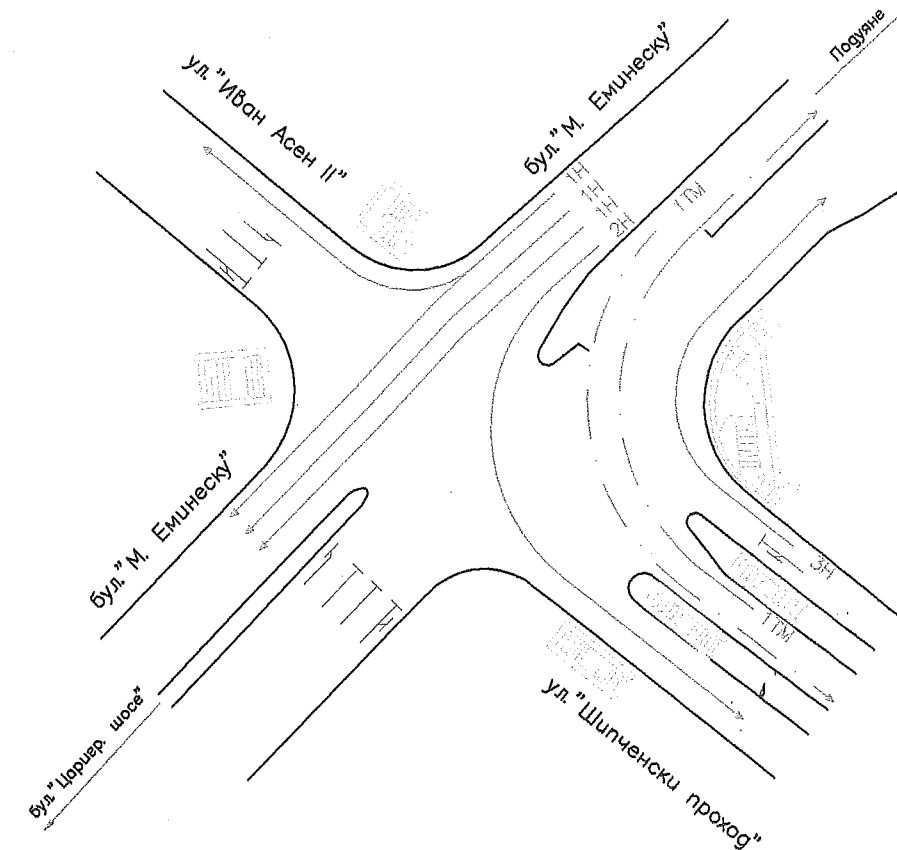 Подуяне
ул. "Иван Асен II"
бул. "М. Еминеску"
1Н
1Н
1Н
2Н
1ТМ
бул. "М. Еминеску"
3Н
1ТМ
ул. "Шипченски проход"
бул. "Цариgр. шосе"